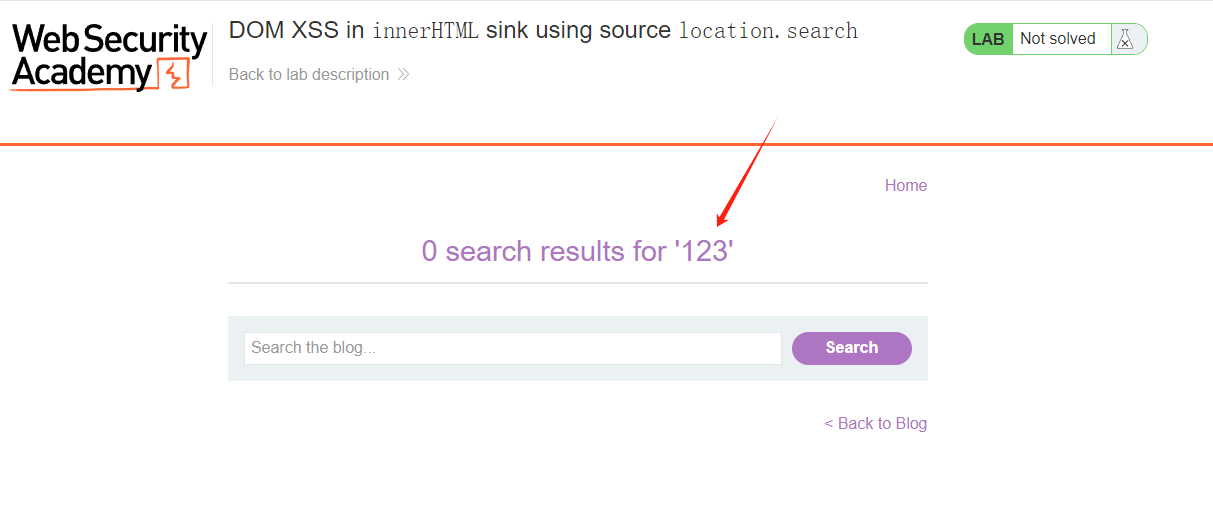 Web Security
Academy
DOM XSS in innerHTML sink using source location. search
Back to lab description
LAB Not solved
Home
0 search results for '123'
Search the blog... Search
< Back to Blog